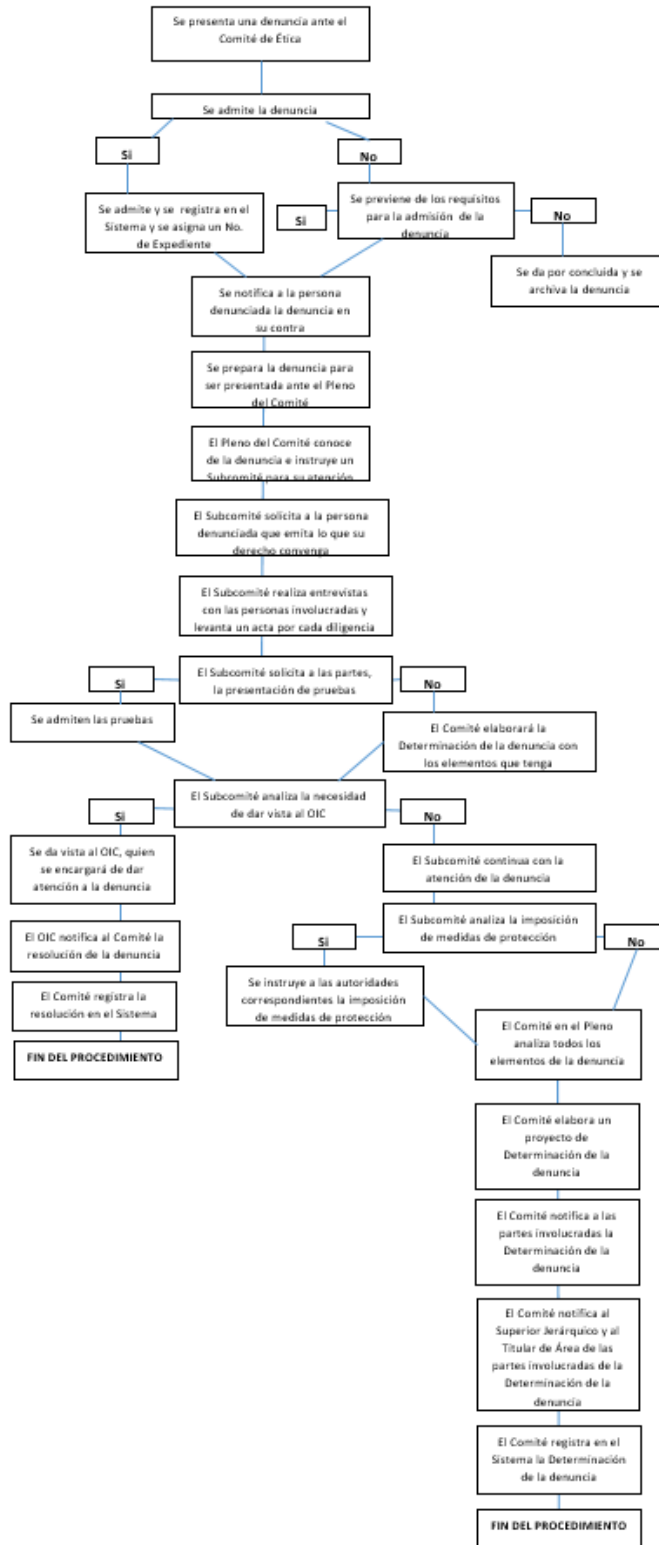 Se presenta una denuncia ante el
Comité de Ética
Se admite la denuncia
Si
No
Se admite y se registra en el
Sistema y se asigna un No.
de Expediente
Si
Se previene de los requisitos
para la admisión de la
denuncia
No
Se da por concluida y se
archiva la denuncia
Se notifica a la persona
denunciada la denuncia en
su contra
Se prepara la denuncia para
ser presentada ante el Pleno
del Comité
El Pleno del Comité conoce
de la denuncia e instruye un
Subcomité para su atención
El Subcomité solicita a la persona
denunciada que emita lo que su
derecho convenga
El Subcomité realiza entrevistas
con las personas involucradas y
levanta un acta por cada diligencia
Si
El Subcomité solicita a las partes,
la presentación de pruebas
No
Se admiten las pruebas
El Comité elaborará la
Determinación de la denuncia con
los elementos que tenga
El Subcomité analiza la necesidad
de dar vista al OIC
Si
No
Se da vista al OIC, quien
se encargará de dar
atención a la denuncia
El Subcomité continua con la
atención de la denuncia
El OIC notifica al Comité la
resolución de la denuncia
Si
El Subcomité analiza la imposición
de medidas de protección
No
El Comité registra la
resolución en el Sistema
Se instruye a las autoridades
correspondientes la imposición
de medidas de protección
FIN DEL PROCEDIMIENTO
El Comité en el Pleno
analiza todos los
elementos de la denuncia
El Comité elabora un
proyecto de
Determinación de la
denuncia
El Comité notifica a las
partes involucradas la
Determinación de la
denuncia
El Comité notifica al
Superior Jerárquico y al
Titular de Área de las
partes involucradas de la
Determinación de la
denuncia
El Comité registra en el
Sistema la Determinación
de la denuncia
FIN DEL PROCEDIMIENTO